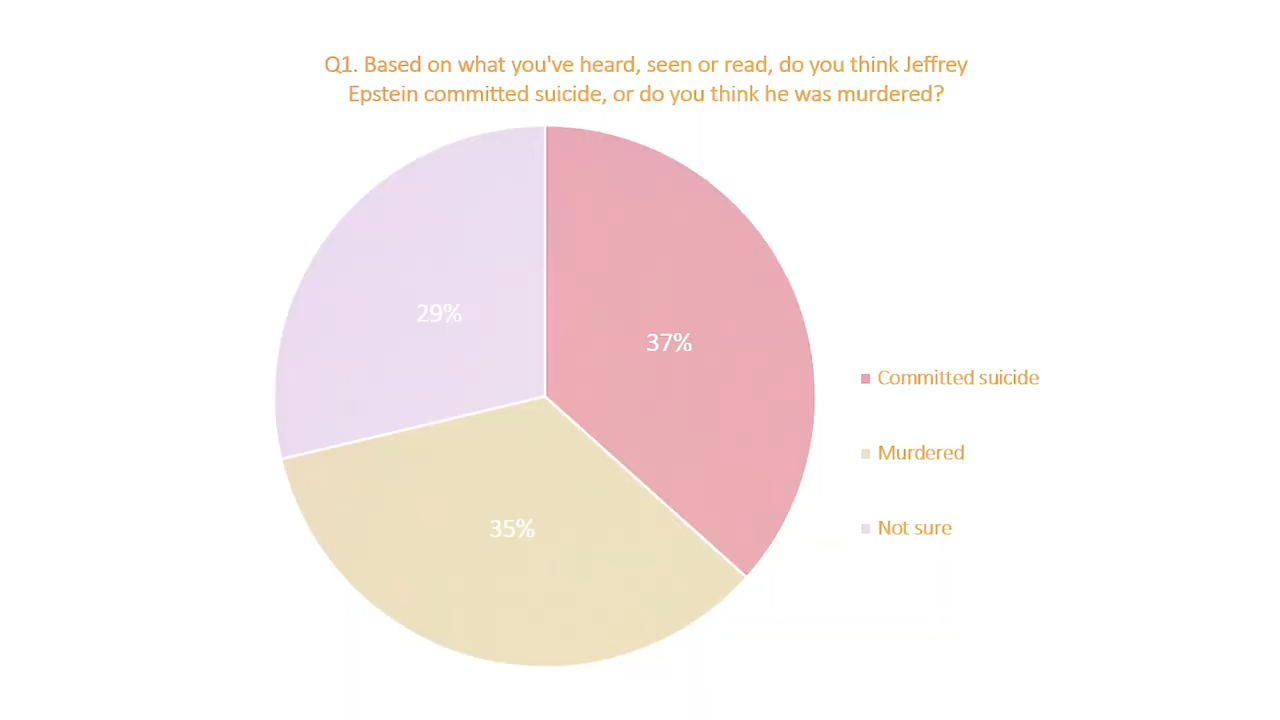 Q1. Based on what you've heard, seen or read, do you think Jeffrey
Epstein committed suicide, or do you think he was murdered?
29%
37%
35%
Committed suicide
Murdered
Not sure